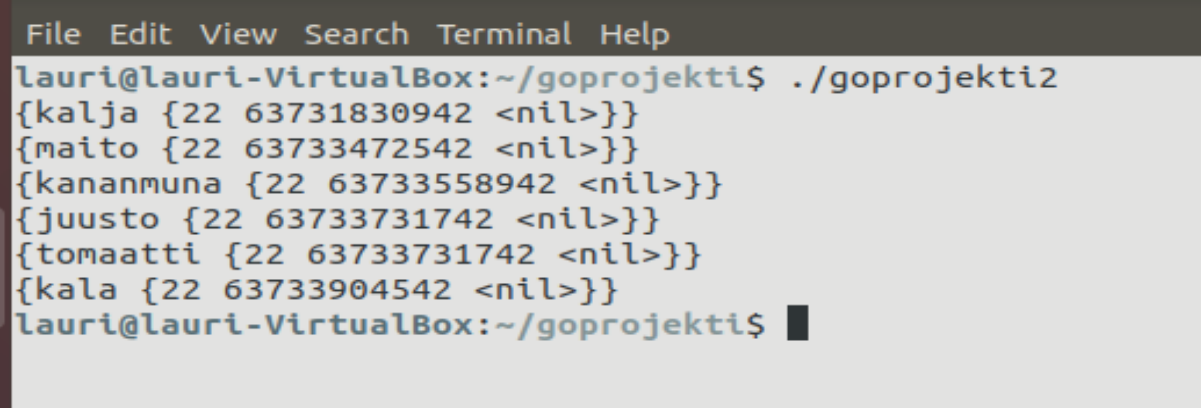 File Edit View Search Terminal Help
lauri@lauri-VirtualBox:~/goprojekti$ ./goprojekti2
{kalja {22 63731830942 <nil>}}
{maito {22 63733472542 <nil>}}
{kananmuna {22 63733558942 <nil>}}
{juusto {22 63733731742 <nil>}}
{tomaatti {22 63733731742 <nil>}}
{kala {22 63733904542 <nil>}}
lauri@lauri-VirtualBox:~/goprojekti$